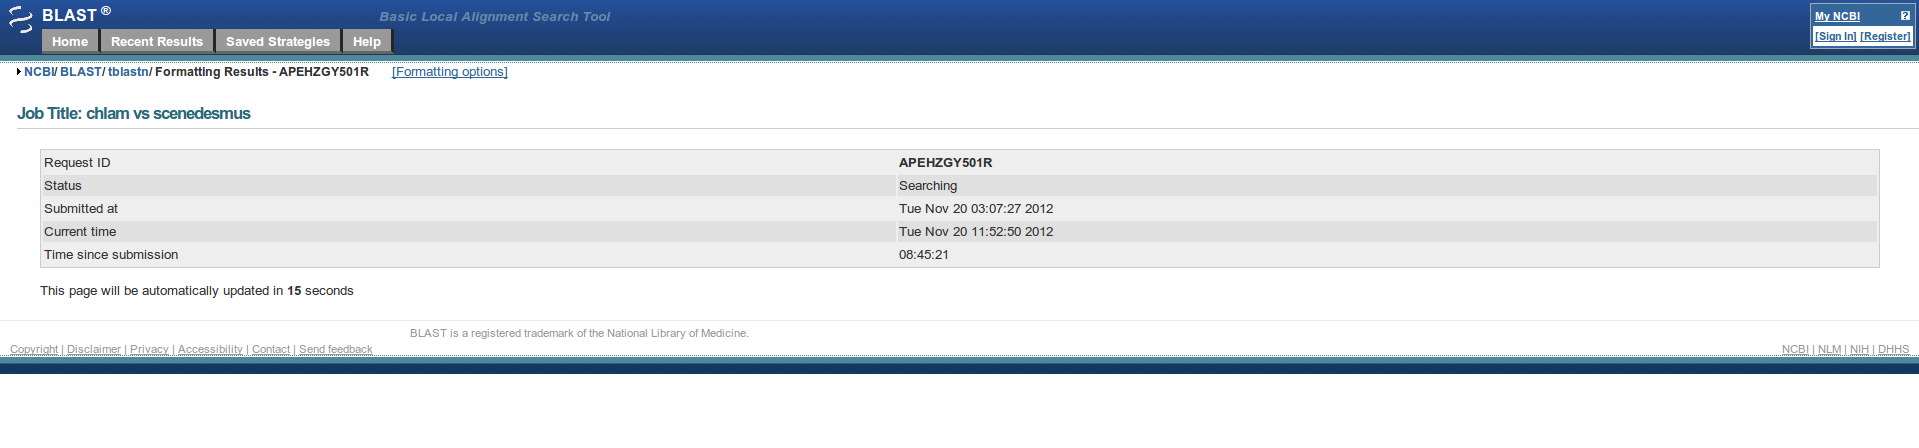 BLAST ® Basic Local Alignment Search Tool My NCBI ?
[Sign In] [Register]
Home Recent Results Saved Strategies Help
NCBI/ BLAST/ tblastn/ Formatting Results - APEHZGY501R [Formatting options]
Job Title: chlam vs scenedesmus
Request ID APEHZGY501R
Status Searching
Submitted at Tue Nov 20 03:07:27 2012
Current time Tue Nov 20 11:52:50 2012
Time since submission 08:45:21
This page will be automatically updated in 15 seconds
BLAST is a registered trademark of the National Library of Medicine.
Copyright | Disclaimer | Privacy | Accessibility | Contact | Send feedback NCBI | NLM | NIH | DHHS